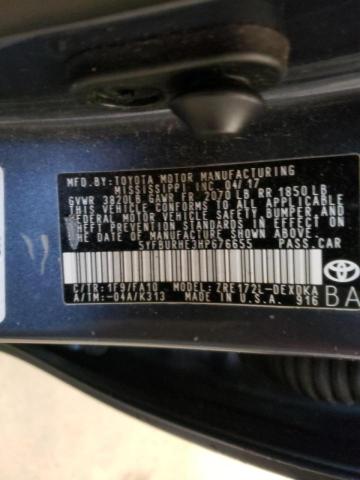 MFD.BY:TOYOTA MOTOR MANUFACTURING
MISSISSIPPI INC 04/17
GVWR 3820LB GAWR FR 2070LB RR 1850LB
THIS VEHICLE CONFORMS TO ALL APPLICABLE
FEDERAL MOTOR VEHICLE SAFETY, BUMPER AND
THEFT PREVENTION STANDARDS IN EFFECT ON
THE DATE OF MANUFACTURE SHOWN ABOVE.
5YFBURHE3HP676655 PASS.CAR
C/TR:1F9/FA10 MODEL:ZRE172L-DEXDKA
A/TM:-04A/K313 MADE IN U.S.A. 916
TOYOTA
BA